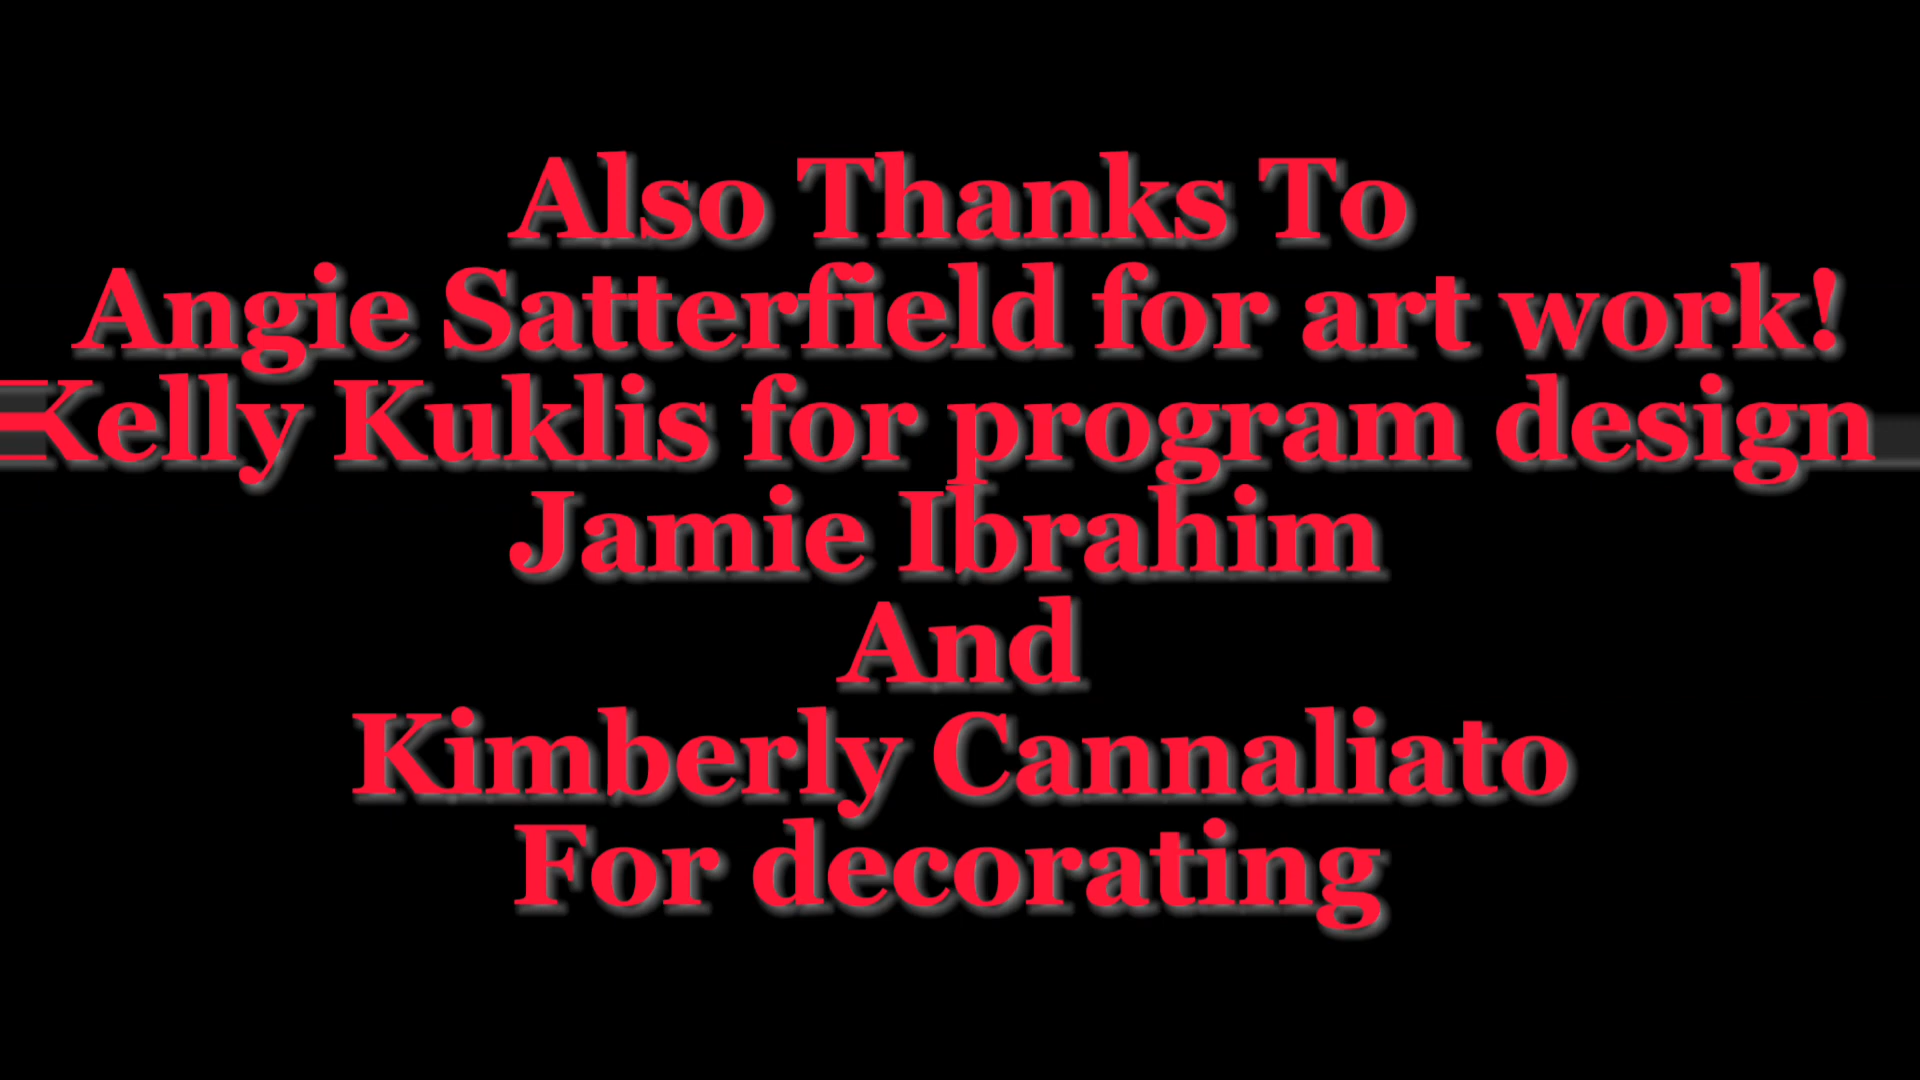 Also Thanks To
Angie Satterfield for art work!
Kelly Kuklis for program design
Jamie Ibrahim
And
Kimberly Cannaliato
For decorating